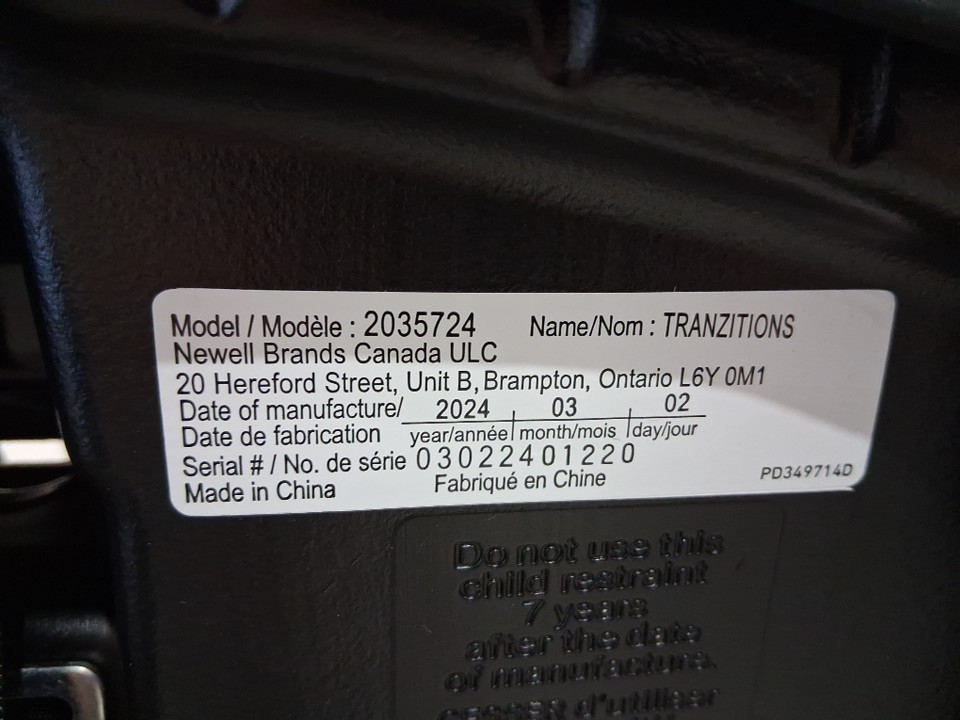 Model / Modèle : 2035724 Name/Nom : TRANZITIONS
Newell Brands Canada ULC
20 Hereford Street, Unit B, Brampton, Ontario L6Y 0M1
Date of manufacture/ 2024 03 02
Date de fabrication year/année month/mois day/jour
Serial # / No. de série 03022401220
Made in China Fabriqué en Chine PD349714D
Do not use this
child restraint
7 years
after the date
of manufacture.
CESSER d'utiliser